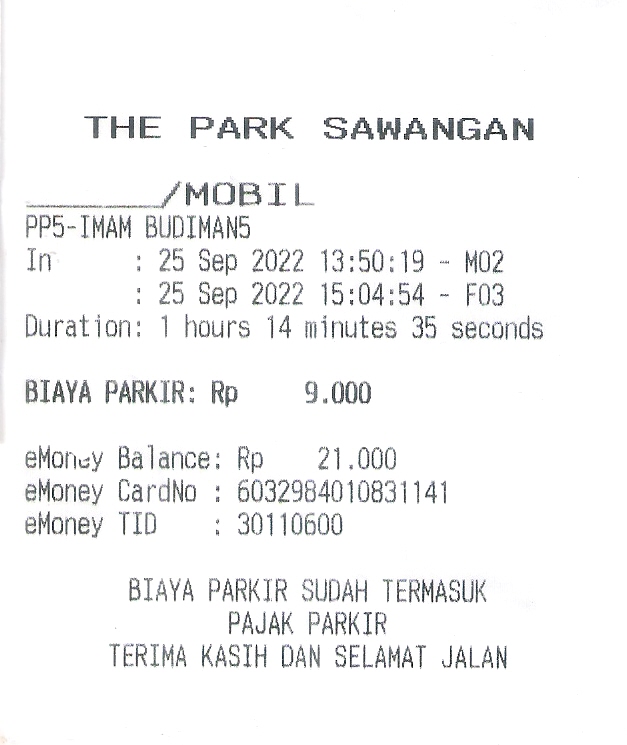 THE PARK SAWANGAN
______/MOBIL
PP5-IMAM BUDIMAN5
In : 25 Sep 2022 13:50:19 - M02
: 25 Sep 2022 15:04:54 - F03
Duration: 1 hours 14 minutes 35 seconds
BIAYA PARKIR: Rp 9.000
eMoney Balance: Rp 21.000
eMoney CardNo : 6032984010831141
eMoney TID : 30110600
BIAYA PARKIR SUDAH TERMASUK
PAJAK PARKIR
TERIMA KASIH DAN SELAMAT JALAN